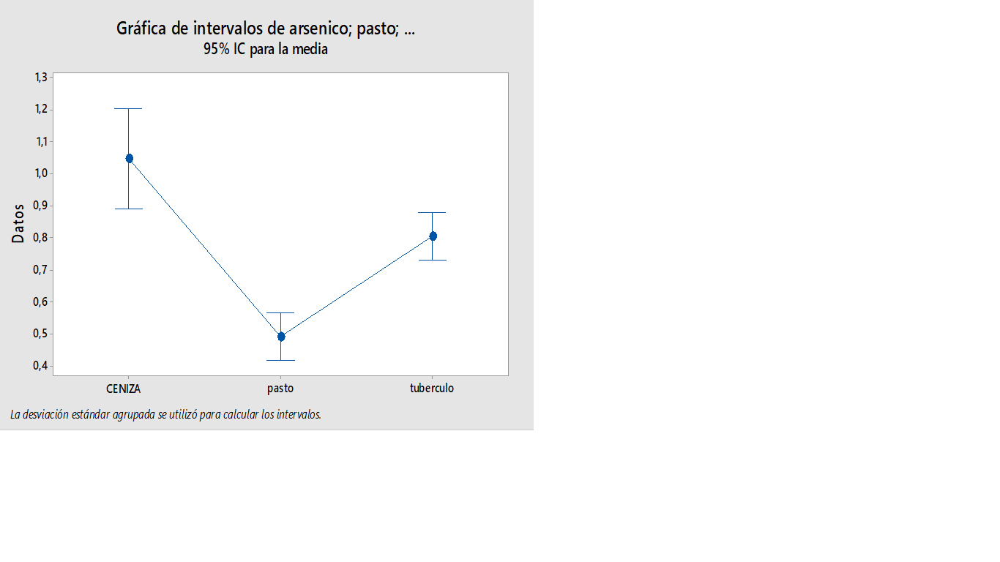 Gráfica de intervalos de arsenico; pasto; ...
95% IC para la media
1,3
1,2
1,1
1,0
0,9
0,8
0,7
0,6
0,5
0,4
Datos
CENIZA
pasto
tuberculo
La desviación estándar agrupada se utilizó para calcular los intervalos.